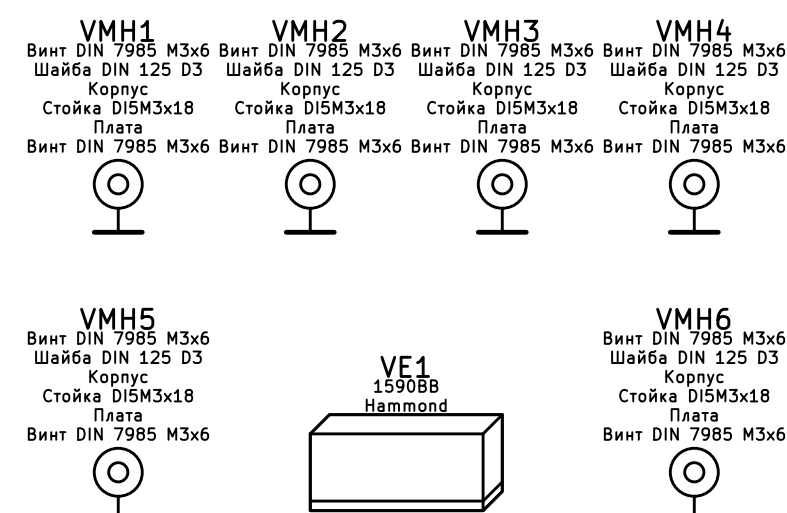 VMH1
Винт DIN 7985 M3x6
Шайба DIN 125 D3
Корпус
Стойка DI5M3x18
Плата
Винт DIN 7985 M3x6
VMH2
Винт DIN 7985 M3x6
Шайба DIN 125 D3
Корпус
Стойка DI5M3x18
Плата
Винт DIN 7985 M3x6
VMH3
Винт DIN 7985 M3x6
Шайба DIN 125 D3
Корпус
Стойка DI5M3x18
Плата
Винт DIN 7985 M3x6
VMH4
Винт DIN 7985 M3x6
Шайба DIN 125 D3
Корпус
Стойка DI5M3x18
Плата
Винт DIN 7985 M3x6
VMH5
Винт DIN 7985 M3x6
Шайба DIN 125 D3
Корпус
Стойка DI5M3x18
Плата
Винт DIN 7985 M3x6
VE1
1590BB
Hammond
VMH6
Винт DIN 7985 M3x6
Шайба DIN 125 D3
Корпус
Стойка DI5M3x18
Плата
Винт DIN 7985 M3x6